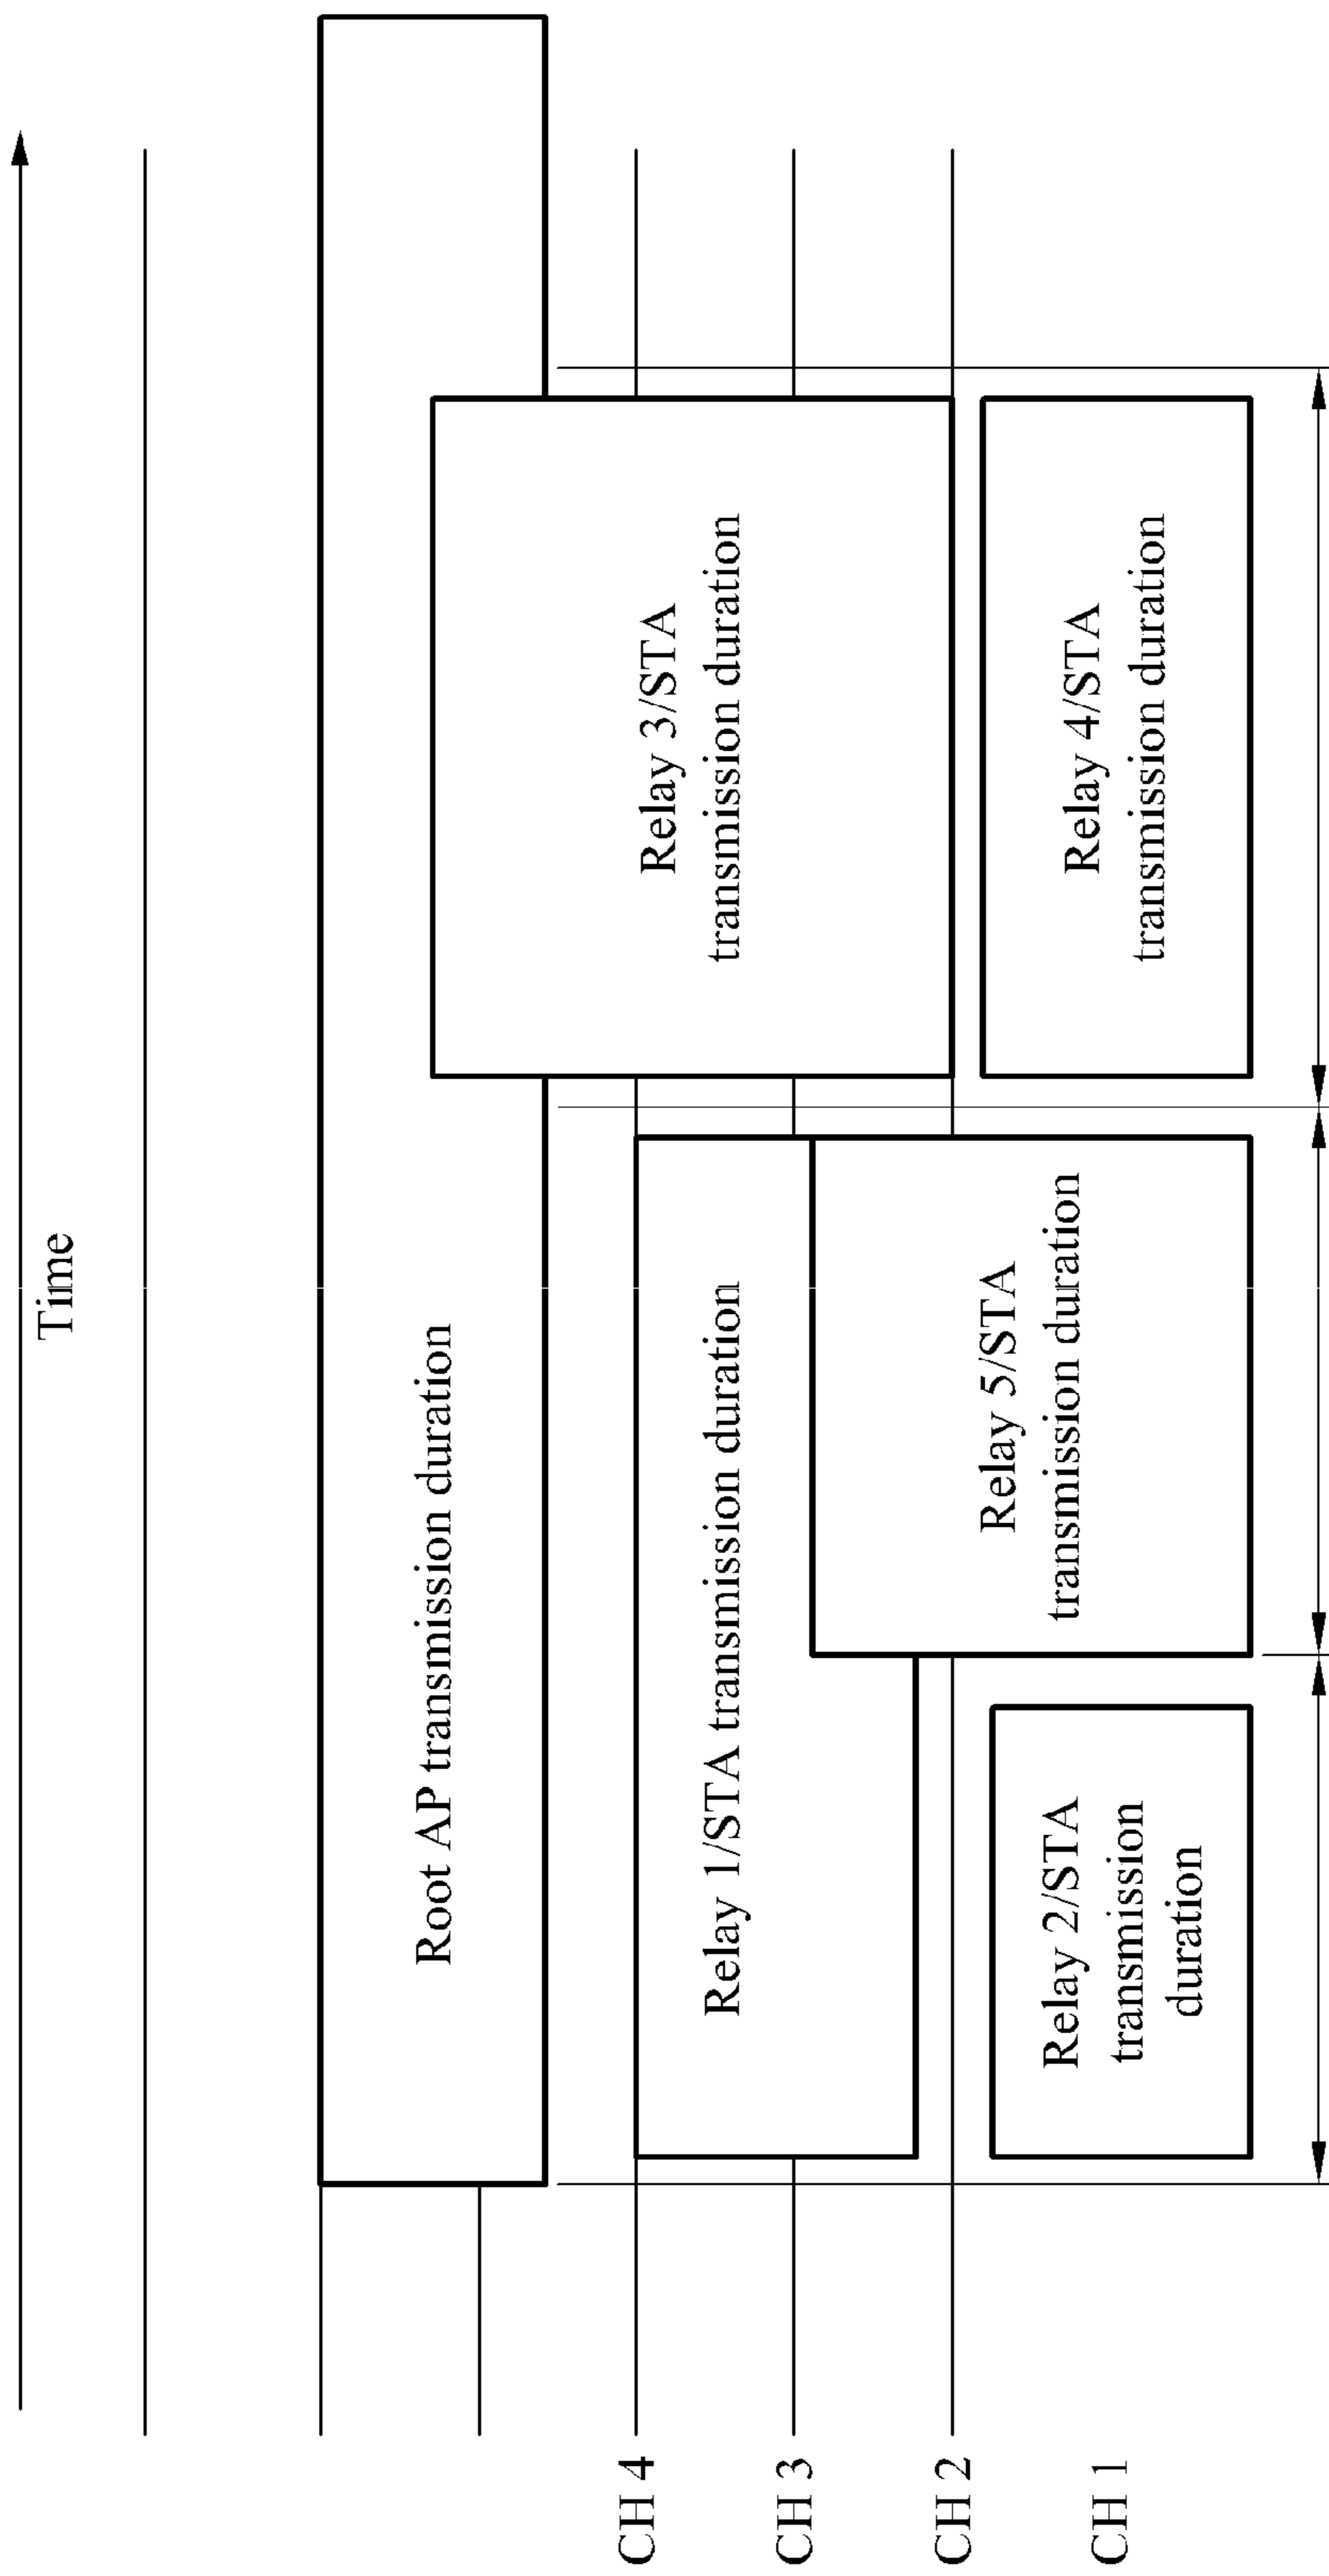 Time
Root AP transmission duration
Relay 1/STA transmission duration
Relay 3/STA
transmission duration
Relay 5/STA
transmission duration
Relay 2/STA
transmission
duration
Relay 4/STA
transmission duration
CH 4
CH 3
CH 2
CH 1